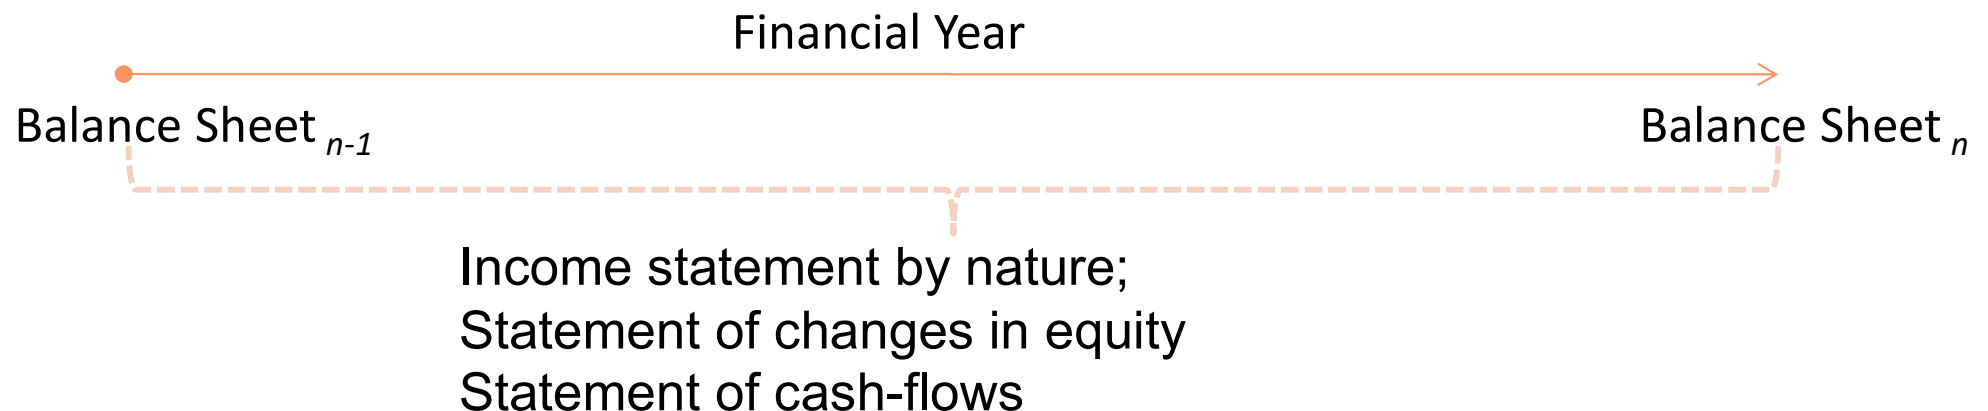 Financial Year
Balance Sheet n-1
Balance Sheet n
Income statement by nature;
Statement of changes in equity
Statement of cash-flows